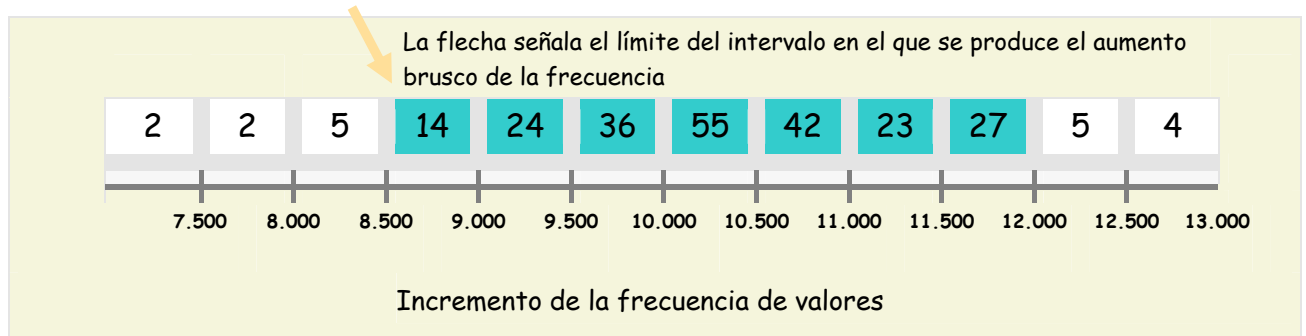 La flecha señala el límite del intervalo en el que se produce el aumento
brusco de la frecuencia
2 2 5 14 24 36 55 42 23 27 5 4
7.500 8.000 8.500 9.000 9.500 10.000 10.500 11.000 11.500 12.000 12.500 13.000
Incremento de la frecuencia de valores